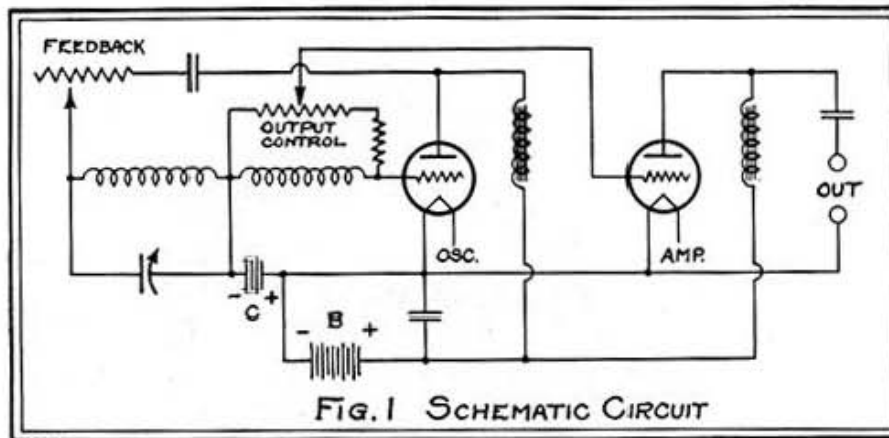 FEEDBACK
OUTPUT
CONTROL
OUT
OSC.
AMP.
- +
C
- B +
FIG. 1 SCHEMATIC CIRCUIT